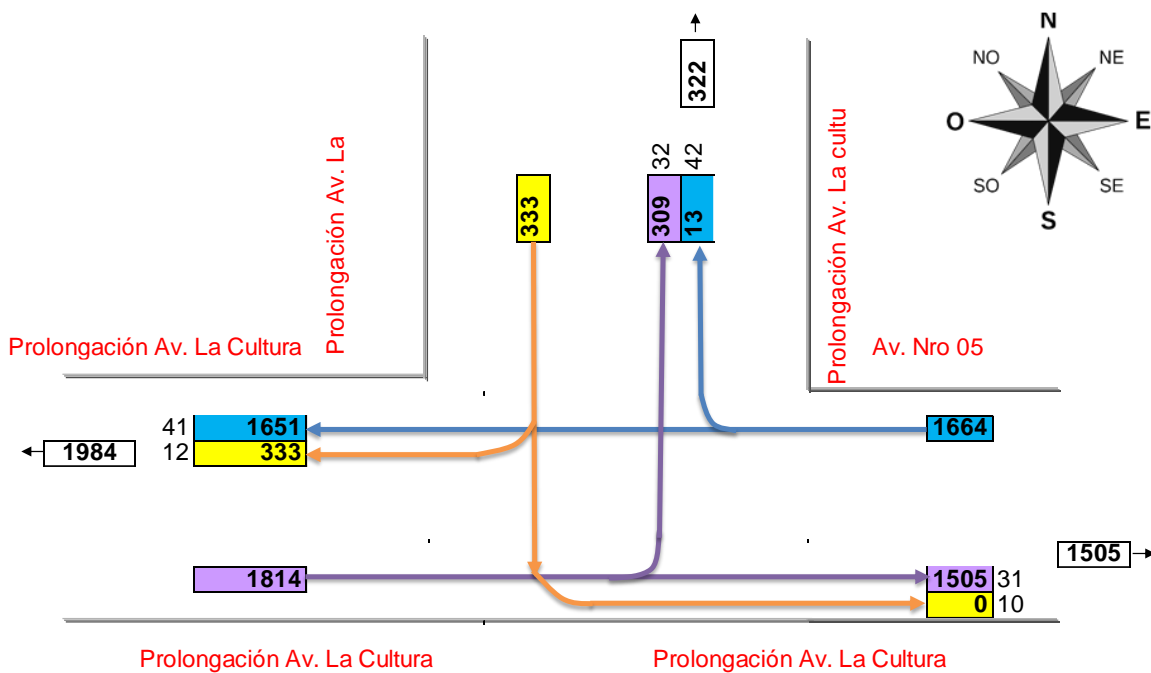 N
NO
NE
O
E
SO
SE
S
322
32
42
333
309
13
Prolongación Av. La
Prolongación Av. La cultu
Prolongación Av. La Cultura
Av. Nro 05
41
1651
1664
1984
12
333
1505
1814
1505
31
0
10
Prolongación Av. La Cultura
Prolongación Av. La Cultura